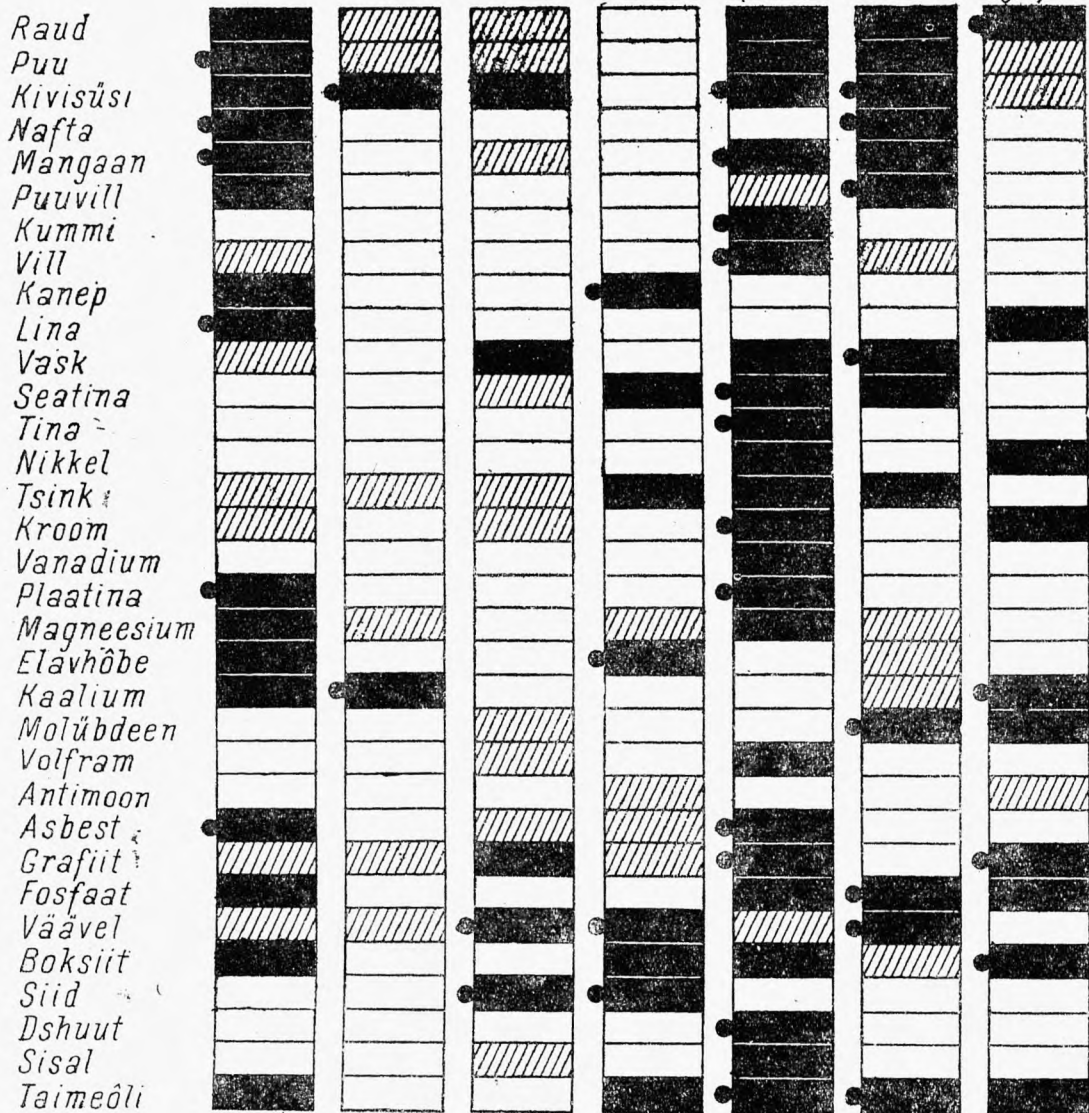 Raud
Puu
Kivisüsi
Nafta
Mangaan
Puuvill
Kummi
Vill
Kanep
Lina
Vask
Seatina
Tina
Nikkel
Tsink
Kroom
Vanadium
Plaatina
Magneesium
Elavhõbe
Kaalium
Molübdeen
Volfram
Antimoon
Asbest
Grafiit
Fosfaat
Väävel
Boksiit
Siid
Dshuut
Sisal
Taimeôli